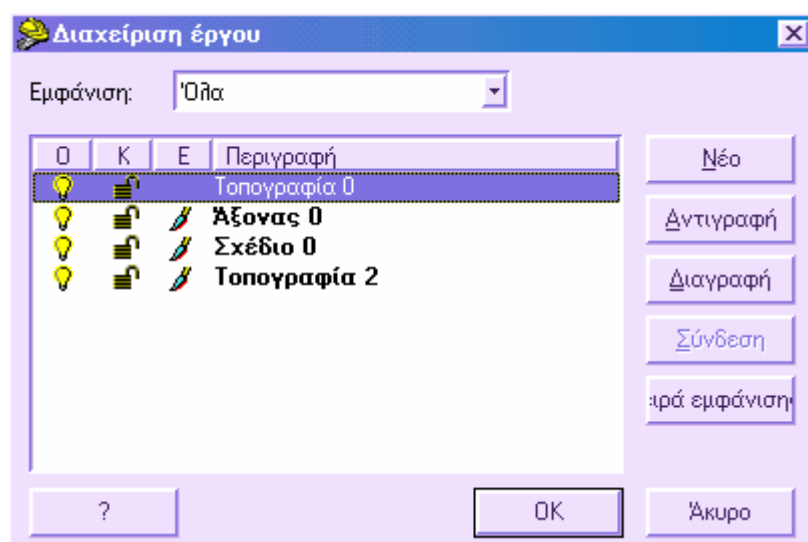 Διαχείριση έργου
Εμφάνιση: Όλα
Ο Κ Ε Περιγραφή
Τοπογραφία 0
Άξονας 0
Σχέδιο 0
Τοπογραφία 2
Νέο
Αντιγραφή
Διαγραφή
Σύνδεση
ιρά εμφάνιση
?
OK
Άκυρο